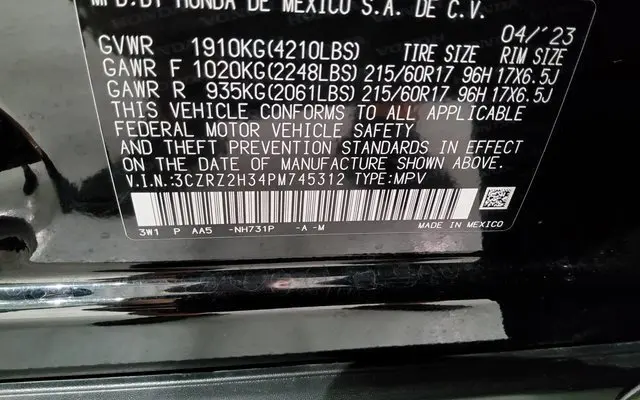 MFD.BY HONDA DE MEXICO S.A. DE C.V.
04/'23
GVWR 1910KG(4210LBS) TIRE SIZE RIM SIZE
GAWR F 1020KG(2248LBS) 215/60R17 96H 17X6.5J
GAWR R 935KG(2061LBS) 215/60R17 96H 17X6.5J
THIS VEHICLE CONFORMS TO ALL APPLICABLE
FEDERAL MOTOR VEHICLE SAFETY
AND THEFT PREVENTION STANDARDS IN EFFECT
ON THE DATE OF MANUFACTURE SHOWN ABOVE.
V.I.N.:3CZRZ2H34PM745312 TYPE:MPV
3W1 P AA5 -NH731P -A -M MADE IN MEXICO